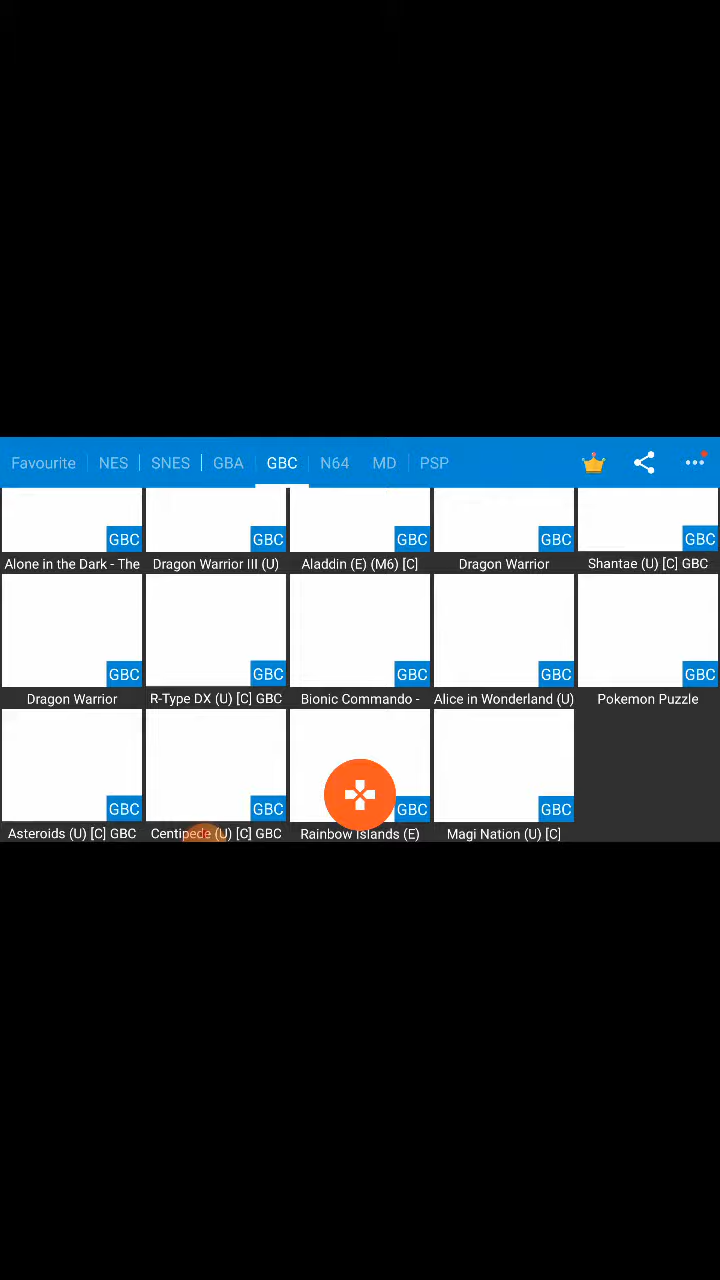 Favourite NES SNES GBA GBC N64 MD PSP
GBC GBC GBC GBC GBC
Alone in the Dark - The Dragon Warrior III (U) Aladdin (E) (M6) [C] Dragon Warrior Shantae (U) [C] GBC
GBC GBC GBC GBC GBC
Dragon Warrior R-Type DX (U) [C] GBC Bionic Commando - Alice in Wonderland (U) Pokemon Puzzle
GBC GBC GBC GBC
Asteroids (U) [C] GBC Centipede (U) [C] GBC Rainbow Islands (E) Magi Nation (U) [C]